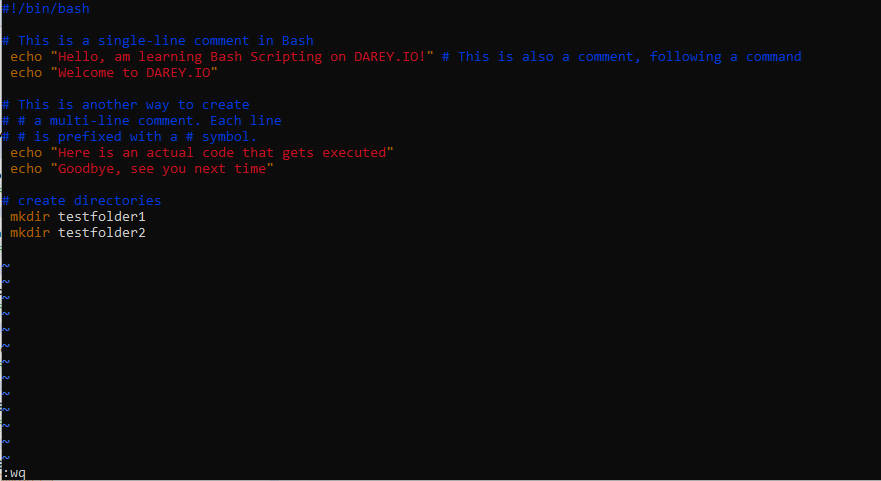 #!/bin/bash
# This is a single-line comment in Bash
echo "Hello, am learning Bash Scripting on DAREY.IO!" # This is also a comment, following a command
echo "Welcome to DAREY.IO"
# This is another way to create
# # a multi-line comment. Each line
# # is prefixed with a # symbol.
echo "Here is an actual code that gets executed"
echo "Goodbye, see you next time"
# create directories
mkdir testfolder1
mkdir testfolder2
~
~
~
~
~
~
~
~
~
~
~
~
~
:wq